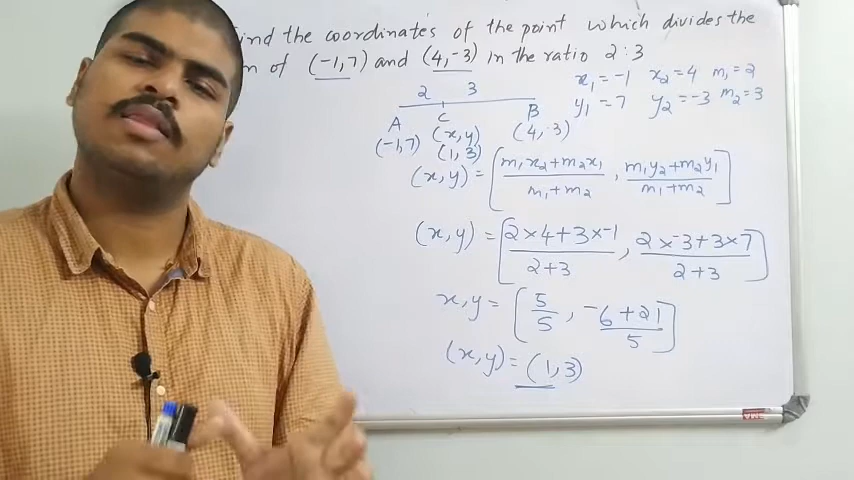 ind the coordinates of the point which divides the
of (-1,7) and (4,-3) in the ratio 2:3
2 3
x₁ = -1 x₂ = 4 m₁ = 2
y₁ = 7 y₂ = -3 m₂ = 3
A C B
(-1,7) (x,y) (4,-3)
(1,3)
(x,y) = [ m₁x₂+m₂x₁ / m₁+m₂ , m₁y₂+m₂y₁ / m₁+m₂ ]
(x,y) = [ 2×4+3×-1 / 2+3 , 2×-3+3×7 / 2+3 ]
x,y = [ 5/5 , -6+21 / 5 ]
(x,y) = (1,3)